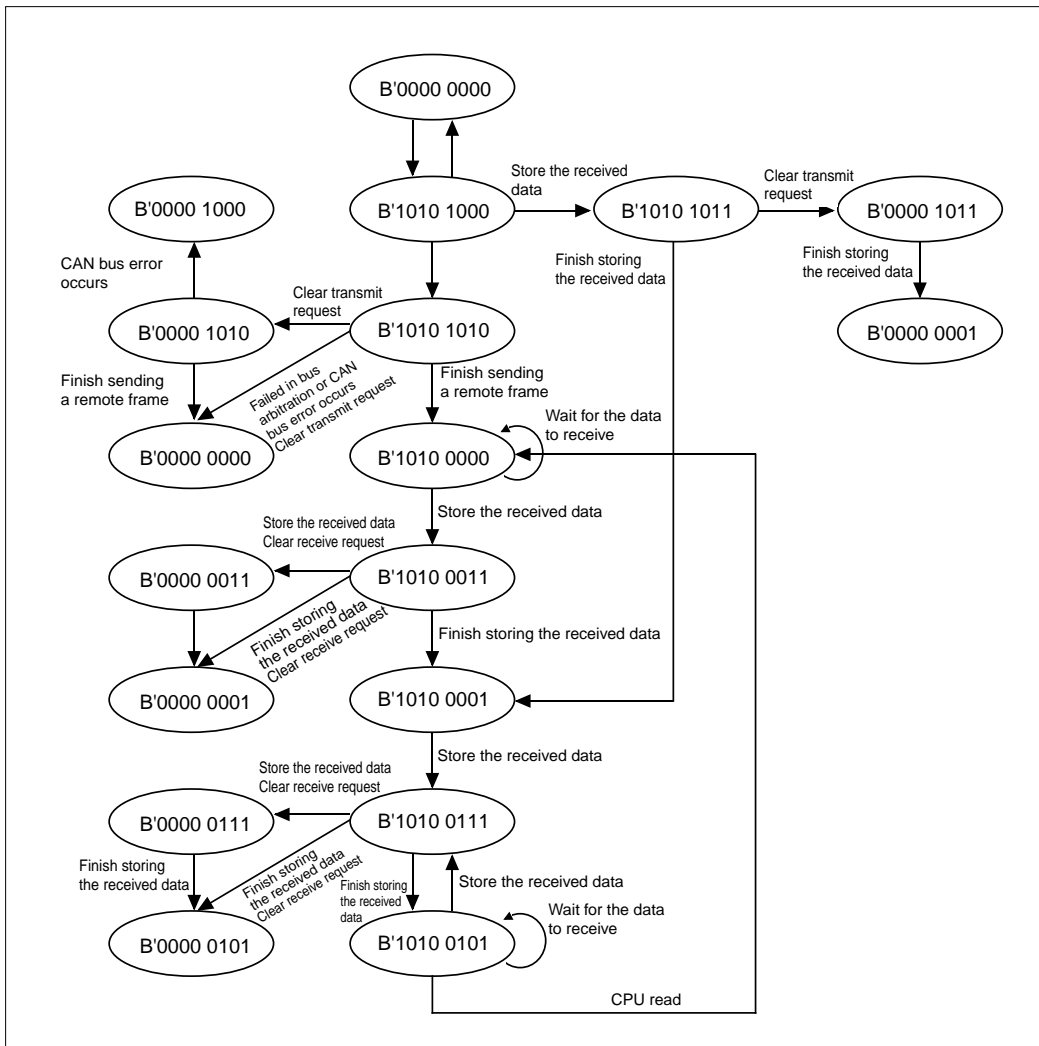 B'0000 0000
Store the received
data
Clear transmit
request
B'0000 1000
B'1010 1000
B'1010 1011
B'0000 1011
CAN bus error
occurs
Finish storing
the received data
Finish storing
the received data
Clear transmit
request
B'0000 1010
B'1010 1010
B'0000 0001
Finish sending
a remote frame
Failed in bus
arbitration or CAN
bus error occurs
Clear transmit request
Finish sending
a remote frame
Wait for the data
to receive
B'0000 0000
B'1010 0000
Store the received data
Store the received data
Clear receive request
B'0000 0011
B'1010 0011
Finish storing
the received data
Clear receive request
Finish storing the received data
B'0000 0001
B'1010 0001
Store the received data
Store the received data
Clear receive request
B'0000 0111
B'1010 0111
Finish storing
the received data
Finish storing
the received data
Clear receive request
Finish storing
the received
data
Store the received data
Wait for the data
to receive
B'0000 0101
B'1010 0101
CPU read